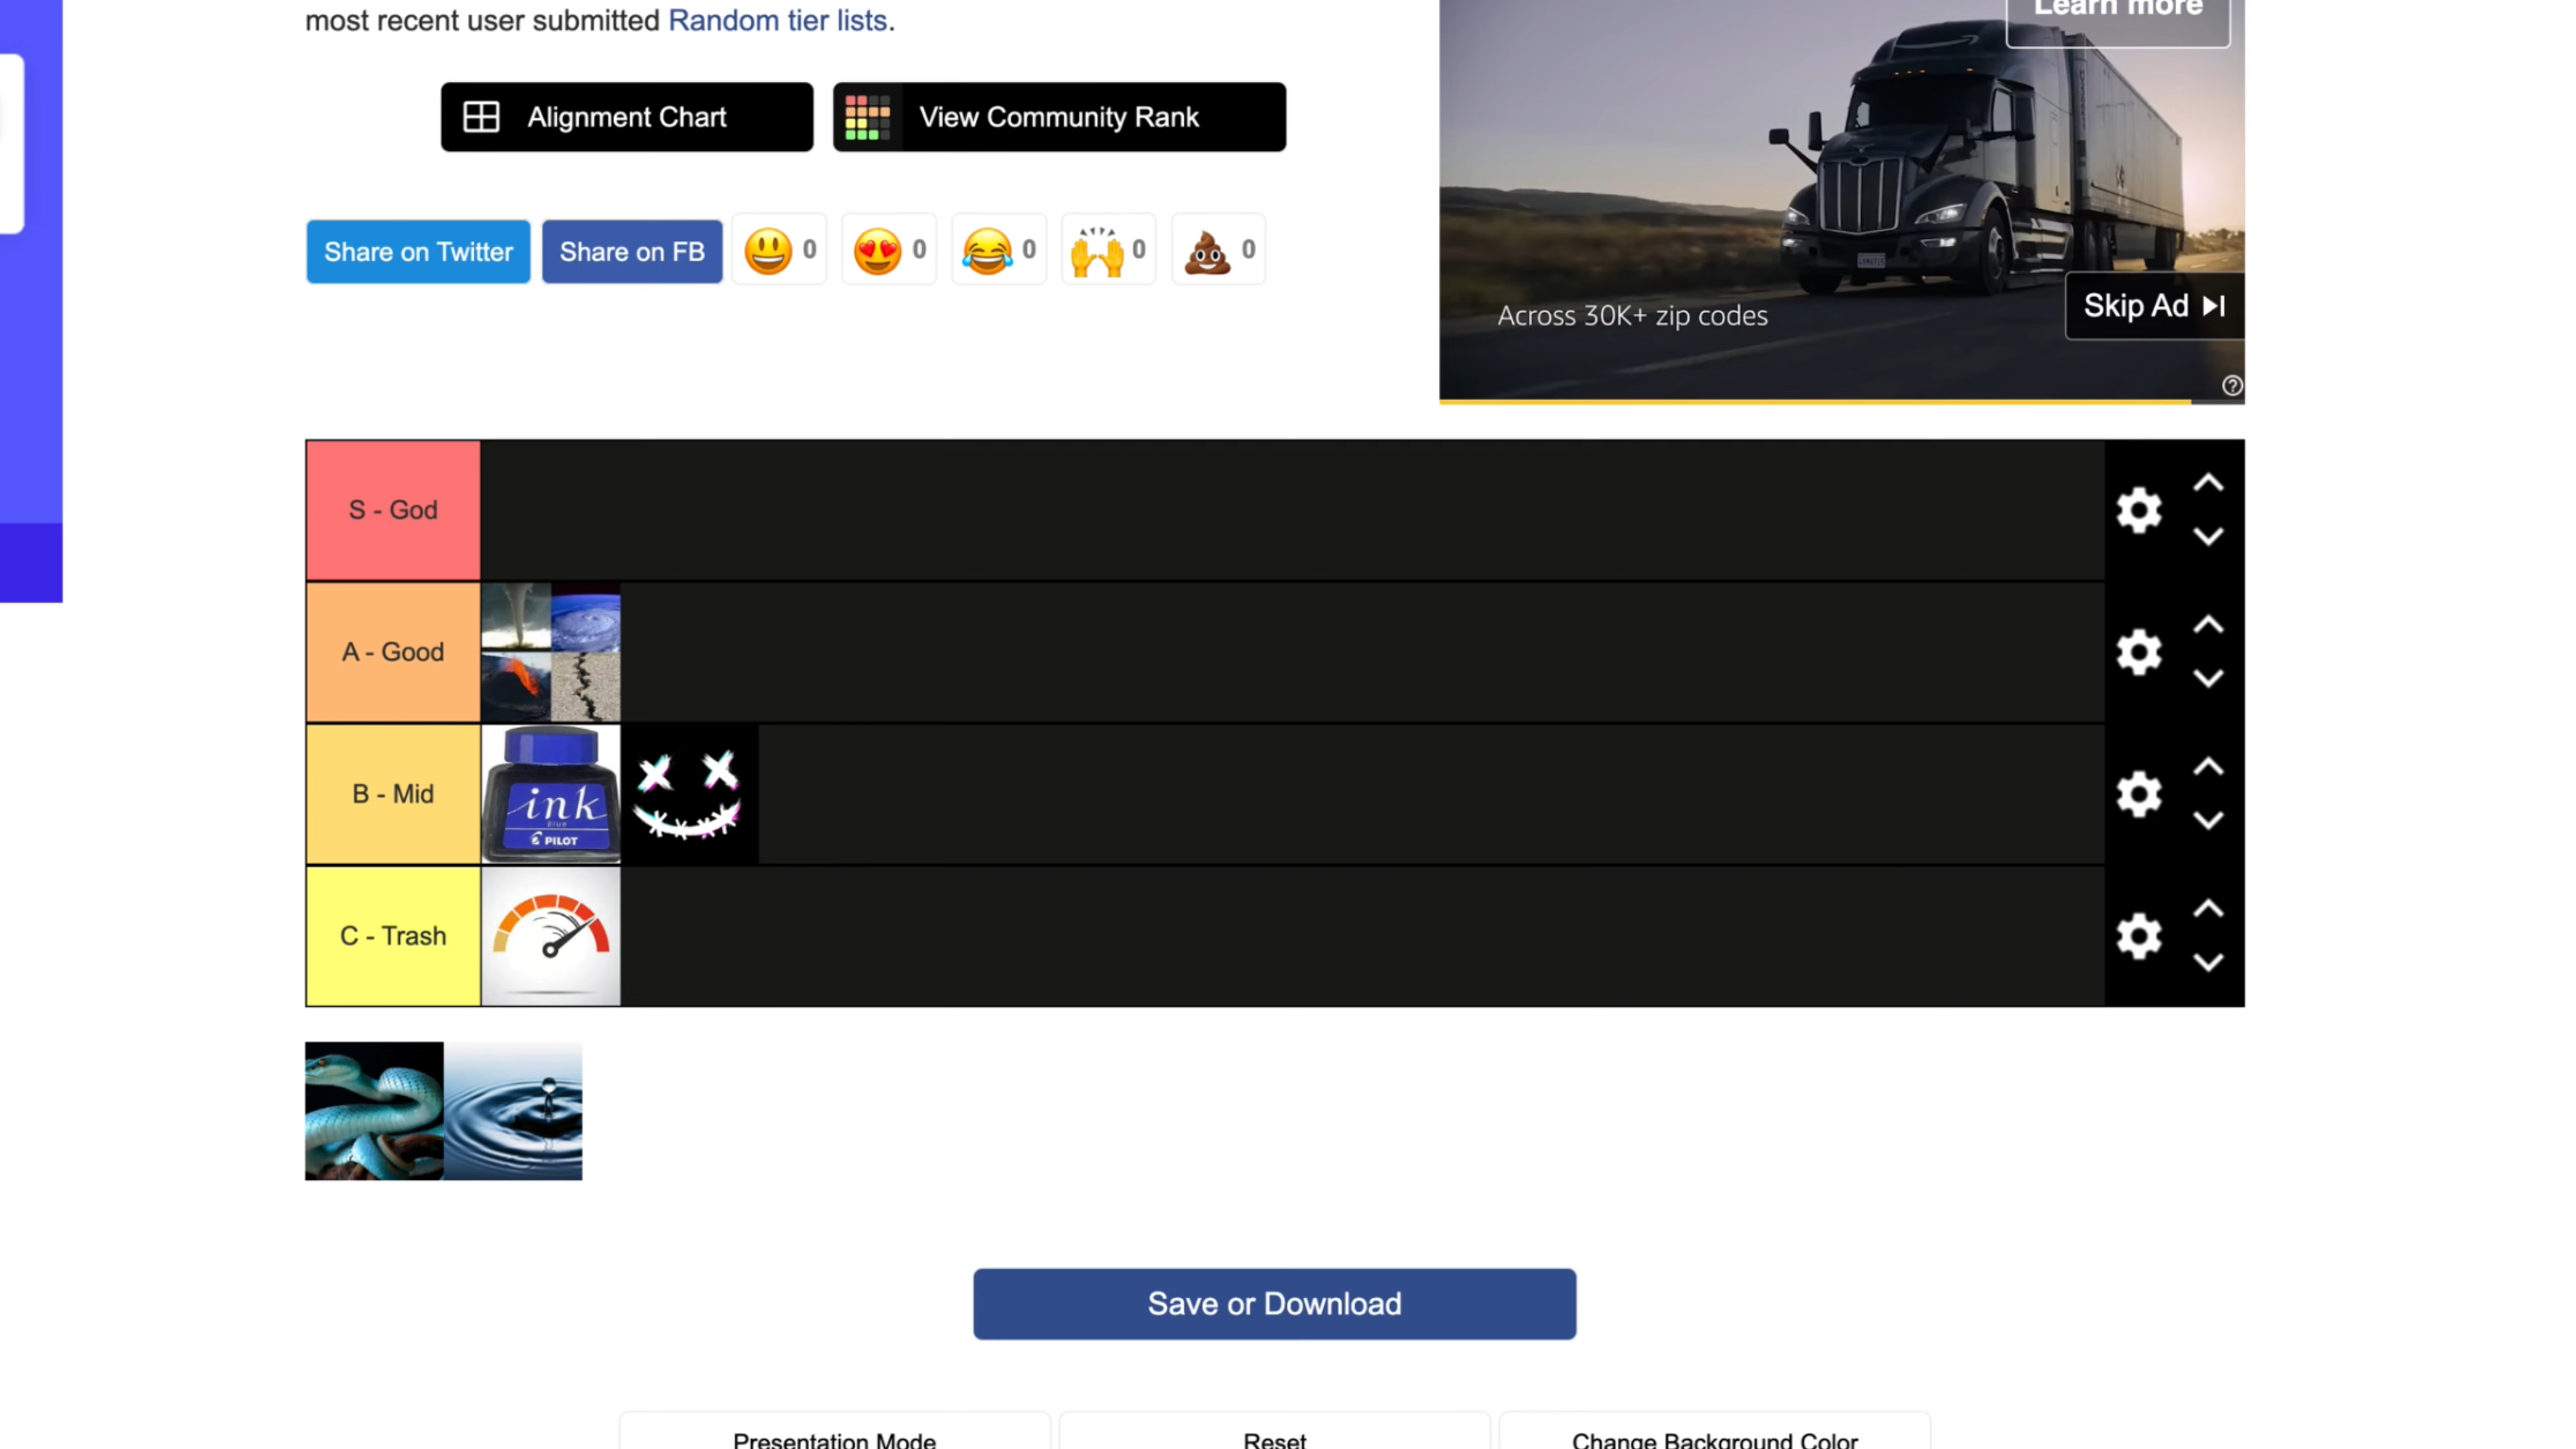 most recent user submitted Random tier lists.
Learn more
Alignment Chart
View Community Rank
Share on Twitter
Share on FB
0
0
0
0
0
Across 30K+ zip codes
Skip Ad
S - God
A - Good
B - Mid
ink
blue
PILOT
C - Trash
Save or Download
Presentation Mode
Reset
Change Background Color